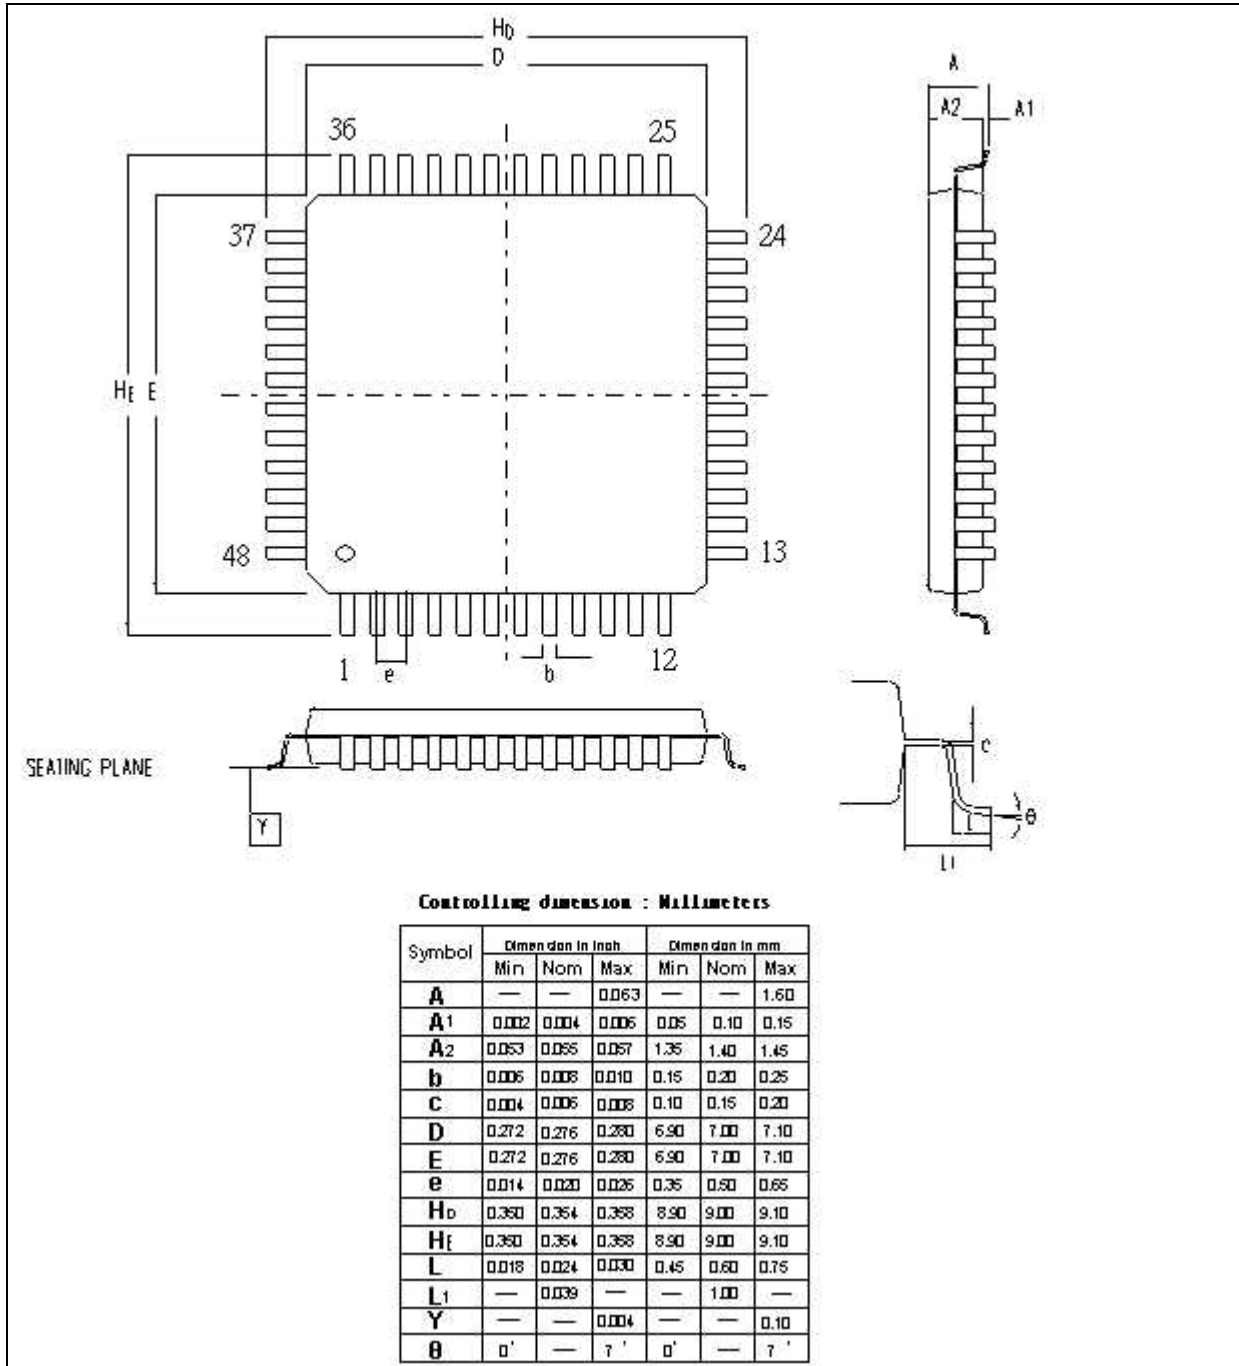 HD
D
A
A2 A1
36 25
37 24
HE E
48 13
1 e b 12
SEATING PLANE
Y
C
L θ
L1
Controlling dimension : Millimeters
Symbol Dimension in inch Dimension in mm
Min Nom Max Min Nom Max
A — — 0.063 — — 1.60
A1 0.002 0.004 0.006 0.05 0.10 0.15
A2 0.053 0.055 0.057 1.35 1.40 1.45
b 0.006 0.008 0.010 0.15 0.20 0.25
c 0.004 0.006 0.008 0.10 0.15 0.20
D 0.272 0.276 0.280 6.90 7.00 7.10
E 0.272 0.276 0.280 6.90 7.00 7.10
e 0.014 0.020 0.026 0.35 0.50 0.65
HD 0.350 0.354 0.358 8.90 9.00 9.10
HE 0.350 0.354 0.358 8.90 9.00 9.10
L 0.018 0.024 0.030 0.45 0.60 0.75
L1 — 0.039 — — 1.00 —
Y — — 0.004 — — 0.10
θ 0° — 7° 0° — 7°